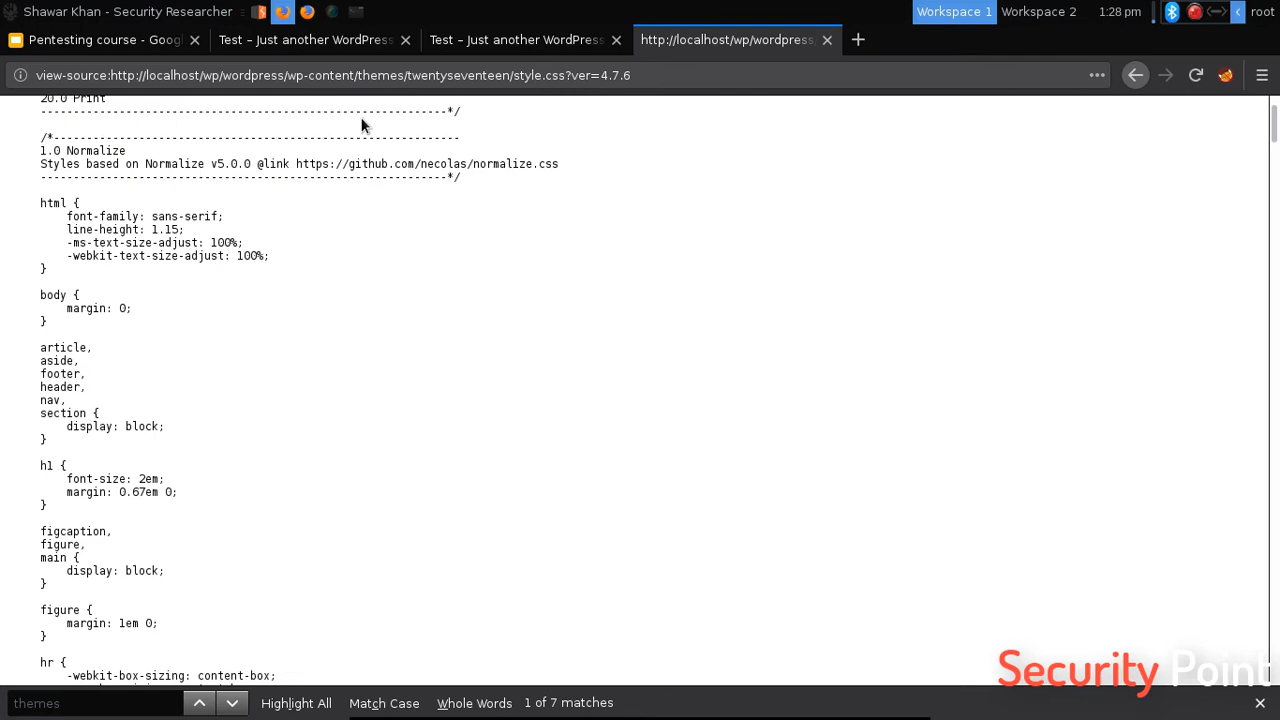 Shawar Khan - Security Researcher
Workspace 1 Workspace 2 1:28 pm root
Pentesting course - Goog
Test – Just another WordPress
Test – Just another WordPress
http://localhost/wp/wordpress/
view-source:http://localhost/wp/wordpress/wp-content/themes/twentyseventeen/style.css?ver=4.7.6
20.0 Print
--------------------------------------------------------------*/
/*--------------------------------------------------------------
1.0 Normalize
Styles based on Normalize v5.0.0 @link https://github.com/necolas/normalize.css
--------------------------------------------------------------*/
html {
font-family: sans-serif;
line-height: 1.15;
-ms-text-size-adjust: 100%;
-webkit-text-size-adjust: 100%;
}
body {
margin: 0;
}
article,
aside,
footer,
header,
nav,
section {
display: block;
}
h1 {
font-size: 2em;
margin: 0.67em 0;
}
figcaption,
figure,
main {
display: block;
}
figure {
margin: 1em 0;
}
hr {
-webkit-box-sizing: content-box;
Security Point
themes
Highlight All Match Case Whole Words 1 of 7 matches